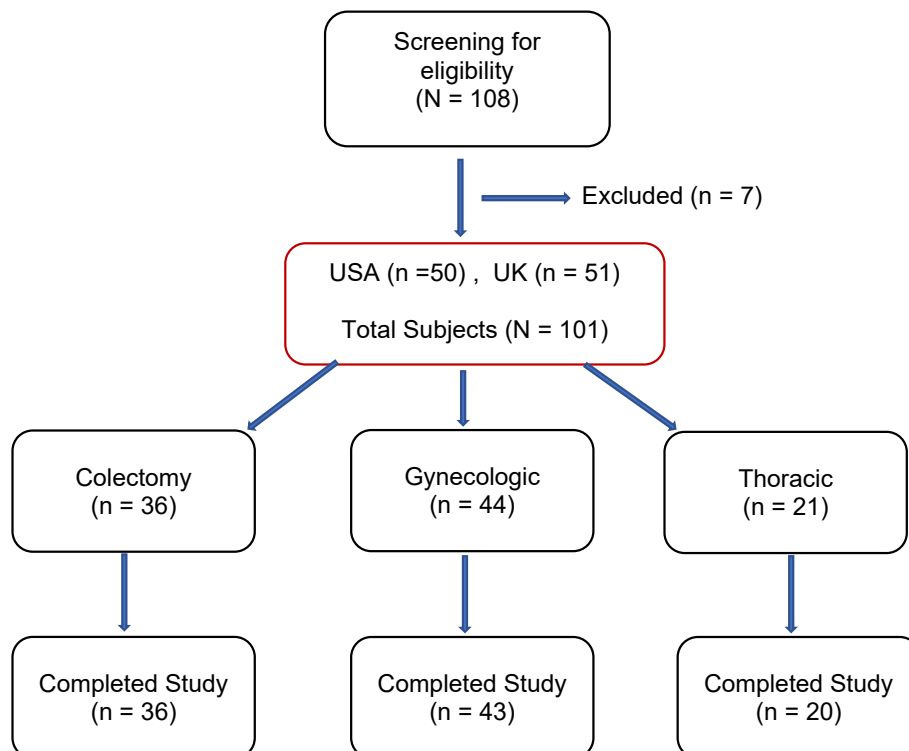 Screening for
eligibility
(N = 108)
Excluded (n = 7)
USA (n =50) ,  UK (n = 51)
Total Subjects (N = 101)
Colectomy
(n = 36)
Gynecologic
(n = 44)
Thoracic
(n = 21)
Completed Study
(n = 36)
Completed Study
(n = 43)
Completed Study
(n = 20)